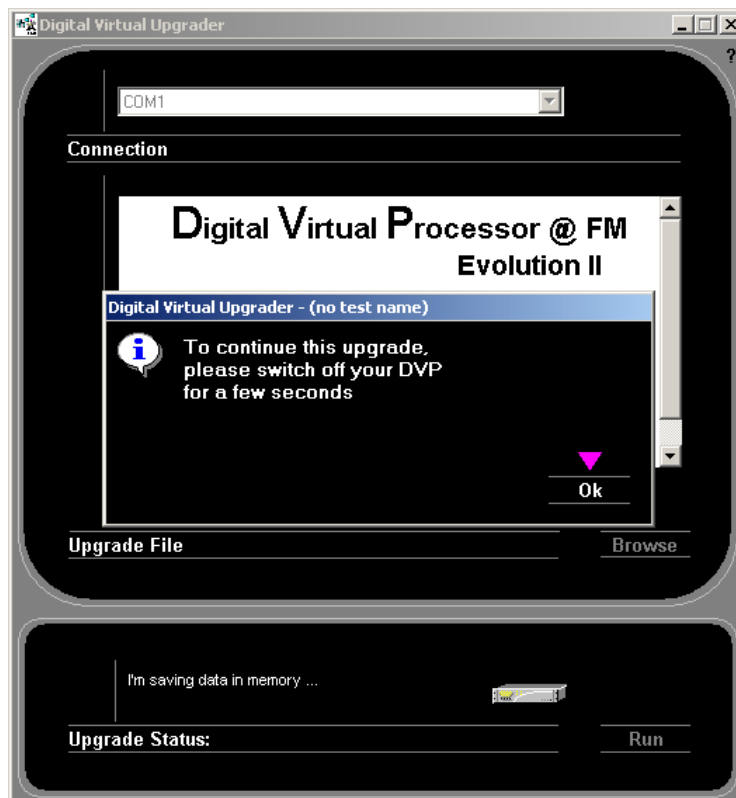 Digital Virtual Upgrader
?
COM1
Connection
Digital Virtual Processor @ FM
Evolution II
Digital Virtual Upgrader - (no test name)
To continue this upgrade,
please switch off your DVP
for a few seconds
Ok
Upgrade File
Browse
I'm saving data in memory ...
Upgrade Status:
Run